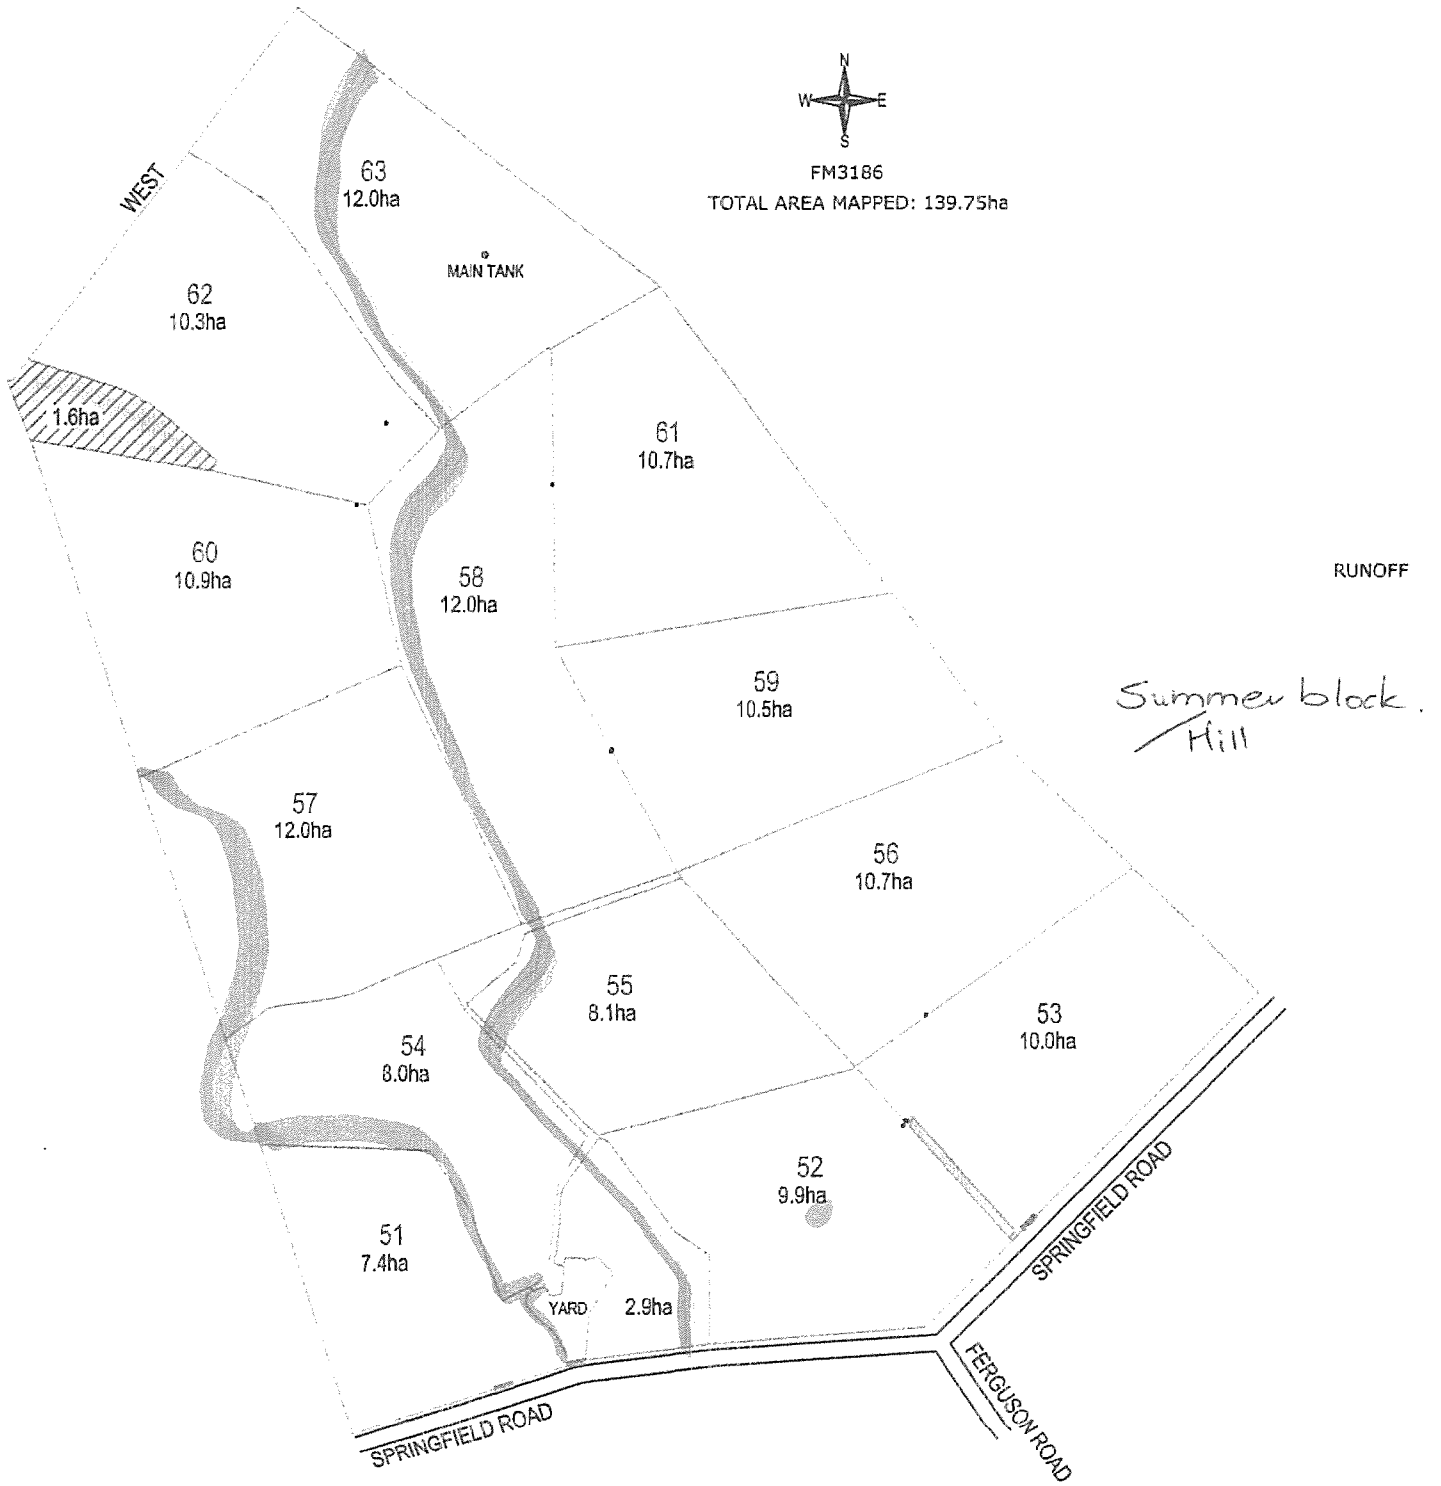 N
W E
S
FM3186
TOTAL AREA MAPPED: 139.75ha
WEST
63
12.0ha
MAIN TANK
62
10.3ha
1.6ha
61
10.7ha
60
10.9ha
58
12.0ha
RUNOFF
59
10.5ha
Summer block.
/Hill
57
12.0ha
56
10.7ha
55
8.1ha
53
10.0ha
54
8.0ha
52
9.9ha
51
7.4ha
YARD
2.9ha
SPRINGFIELD ROAD
FERGUSON ROAD
SPRINGFIELD ROAD